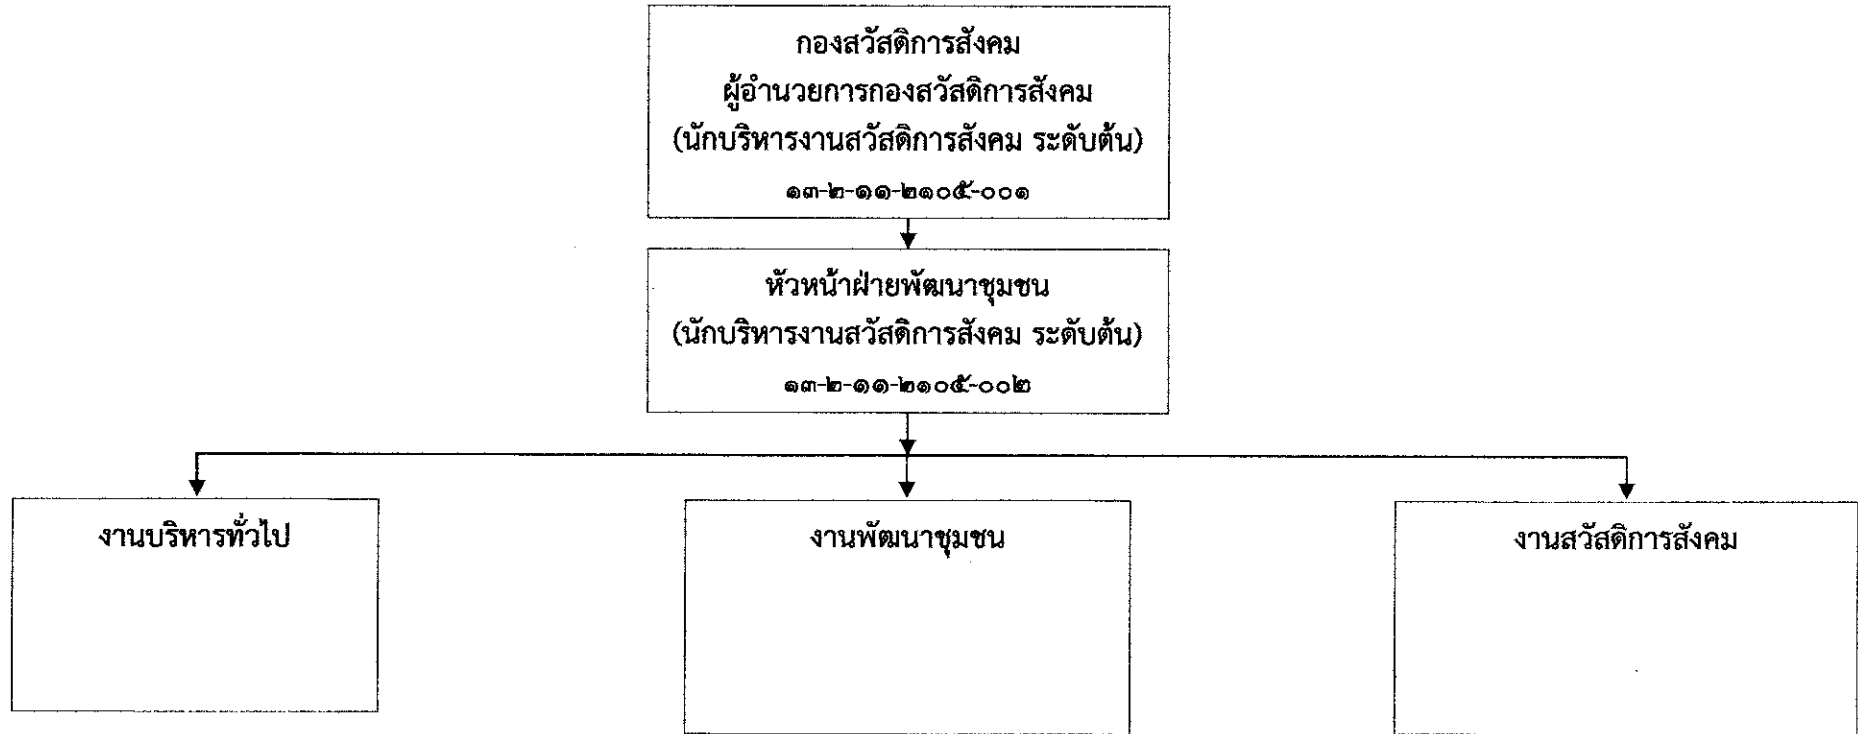 กองสวัสดิการสังคม
ผู้อำนวยการกองสวัสดิการสังคม
(นักบริหารงานสวัสดิการสังคม ระดับต้น)
๑๓-๒-๑๑-๒๑๐๕-๐๐๑
หัวหน้าฝ่ายพัฒนาชุมชน
(นักบริหารงานสวัสดิการสังคม ระดับต้น)
๑๓-๒-๑๑-๒๑๐๕-๐๐๒
งานบริหารทั่วไป
งานพัฒนาชุมชน
งานสวัสดิการสังคม